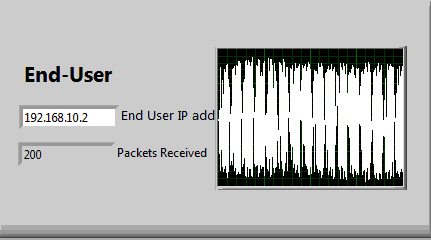 End-User
192.168.10.2 End User IP add
200 Packets Received